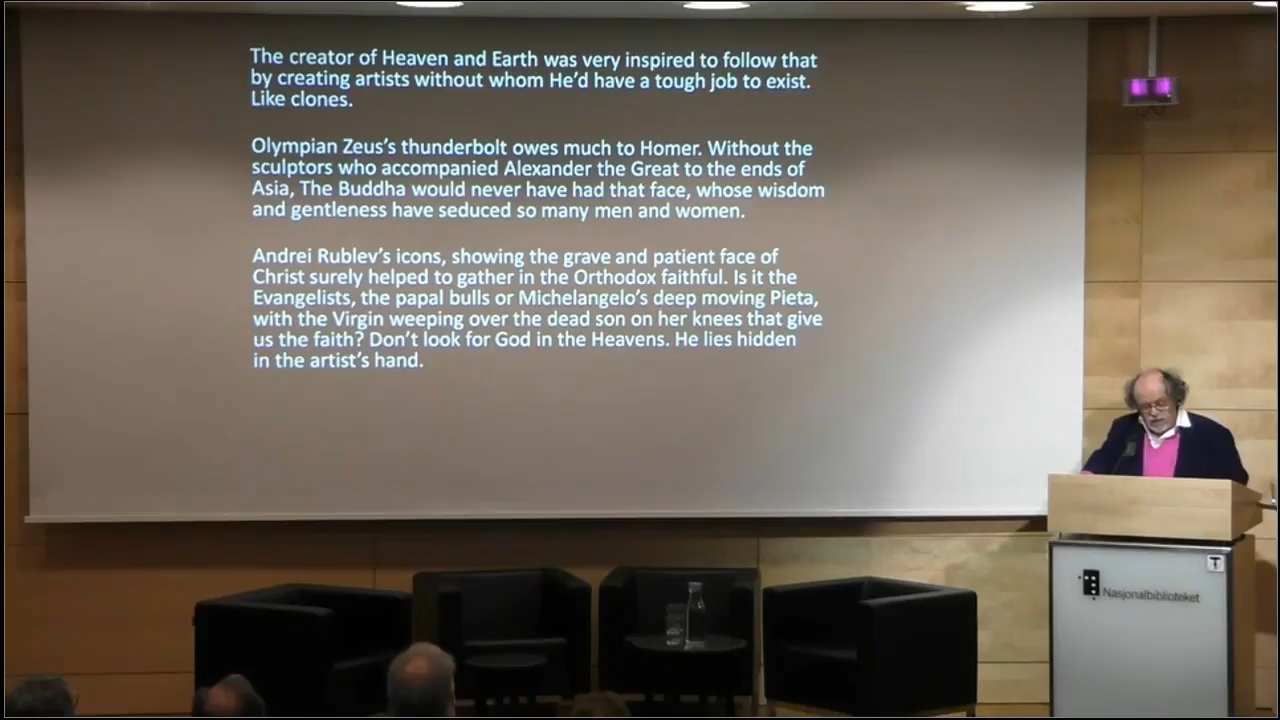 The creator of Heaven and Earth was very inspired to follow that
by creating artists without whom He'd have a tough job to exist.
Like clones.
Olympian Zeus's thunderbolt owes much to Homer. Without the
sculptors who accompanied Alexander the Great to the ends of
Asia, The Buddha would never have had that face, whose wisdom
and gentleness have seduced so many men and women.
Andrei Rublev's icons, showing the grave and patient face of
Christ surely helped to gather in the Orthodox faithful. Is it the
Evangelists, the papal bulls or Michelangelo's deep moving Pieta,
with the Virgin weeping over the dead son on her knees that give
us the faith? Don't look for God in the Heavens. He lies hidden
in the artist's hand.
T
Nasjonalbiblioteket